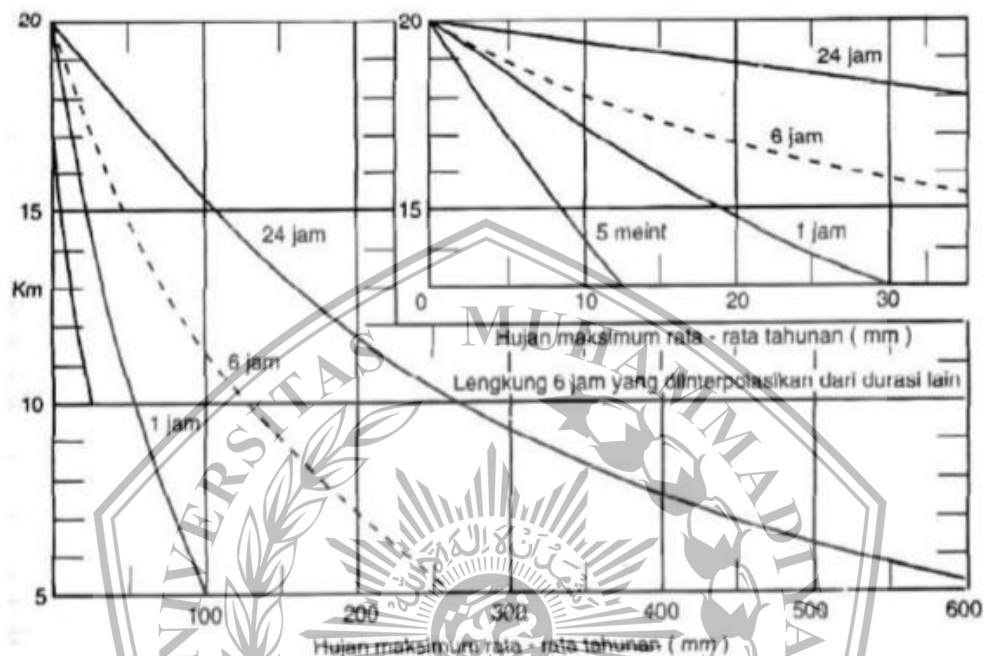 20
15
Km
10
5
24 jam
6 jam
1 jam
100
200
300
400
500
600
Hujan maksimum rata - rata tahunan ( mm )
20
15
24 jam
6 jam
1 jam
5 meint
0
10
20
30
Hujan maksimum rata - rata tahunan ( mm )
Lengkung 6 jam yang diinterpolasikan dari durasi lain
UNIVERSITAS MUHAMMADIYA